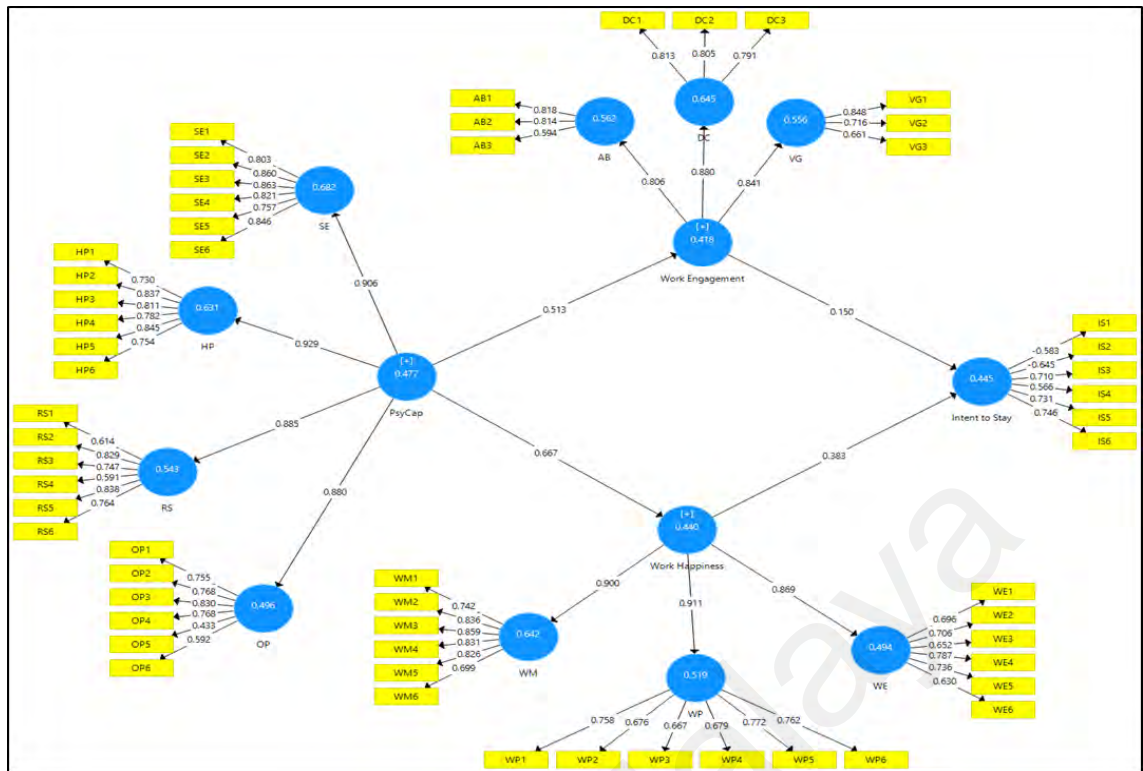 DC1 DC2 DC3
0.813 0.805 0.791
0.645
DC
AB1
AB2
AB3
0.818
0.814
0.594
0.562
AB
0.556
VG
0.848
0.716
0.661
VG1
VG2
VG3
0.806 0.880 0.841
[+]
0.418
Work Engagement
SE1
SE2
SE3
SE4
SE5
SE6
0.803
0.860
0.863
0.821
0.757
0.846
0.682
SE
0.906
HP1
HP2
HP3
HP4
HP5
HP6
0.730
0.837
0.811
0.782
0.845
0.754
0.631
HP
0.929
0.513
0.150
[+]
0.477
PsyCap
IS1
IS2
IS3
IS4
IS5
IS6
-0.583
-0.645
0.710
0.566
0.731
0.746
0.445
Intent to Stay
RS1
RS2
RS3
RS4
RS5
RS6
0.614
0.829
0.747
0.591
0.838
0.764
0.543
RS
0.885
0.880
0.667
0.383
[+]
0.440
Work Happiness
OP1
OP2
OP3
OP4
OP5
OP6
0.755
0.768
0.830
0.768
0.433
0.592
0.496
OP
WM1
WM2
WM3
WM4
WM5
WM6
0.742
0.836
0.859
0.831
0.826
0.699
0.642
WM
0.900
0.911
0.869
0.519
WP
0.494
WE
0.696
0.706
0.652
0.787
0.736
0.630
WE1
WE2
WE3
WE4
WE5
WE6
0.758 0.676 0.667 0.679 0.772 0.762
WP1 WP2 WP3 WP4 WP5 WP6
alaya